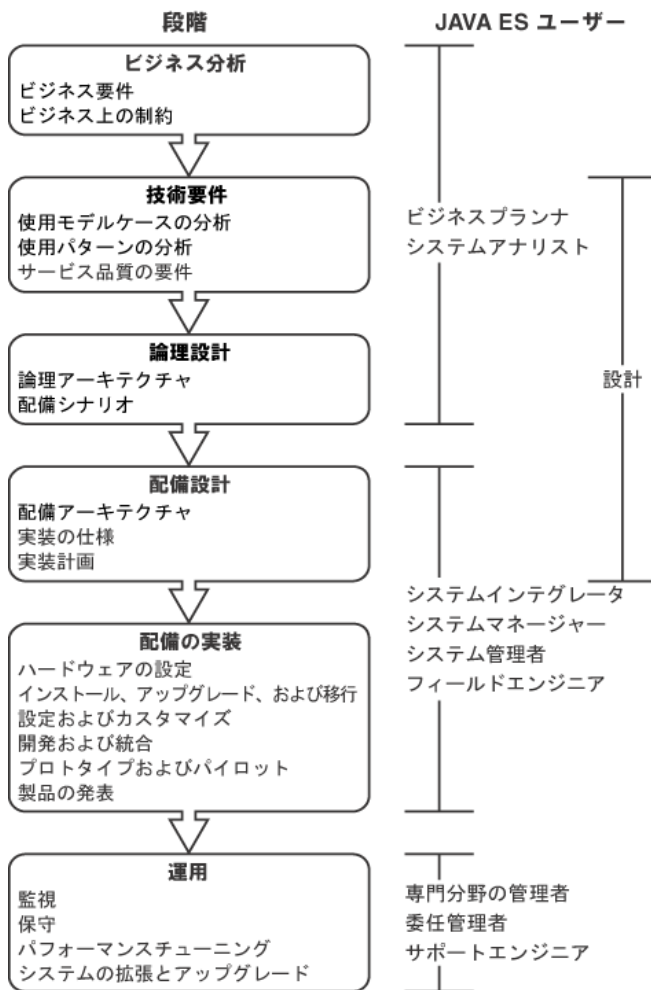 段階
JAVA ES ユーザー
ビジネス分析
ビジネス要件
ビジネス上の制約
技術要件
使用モデルケースの分析
使用パターンの分析
サービス品質の要件
論理設計
論理アーキテクチャ
配備シナリオ
配備設計
配備アーキテクチャ
実装の仕様
実装計画
配備の実装
ハードウェアの設定
インストール、アップグレード、および移行
設定およびカスタマイズ
開発および統合
プロトタイプおよびパイロット
製品の発表
運用
監視
保守
パフォーマンスチューニング
システムの拡張とアップグレード
ビジネスプランナ
システムアナリスト
設計
システムインテグレータ
システムマネージャー
システム管理者
フィールドエンジニア
専門分野の管理者
委任管理者
サポートエンジニア